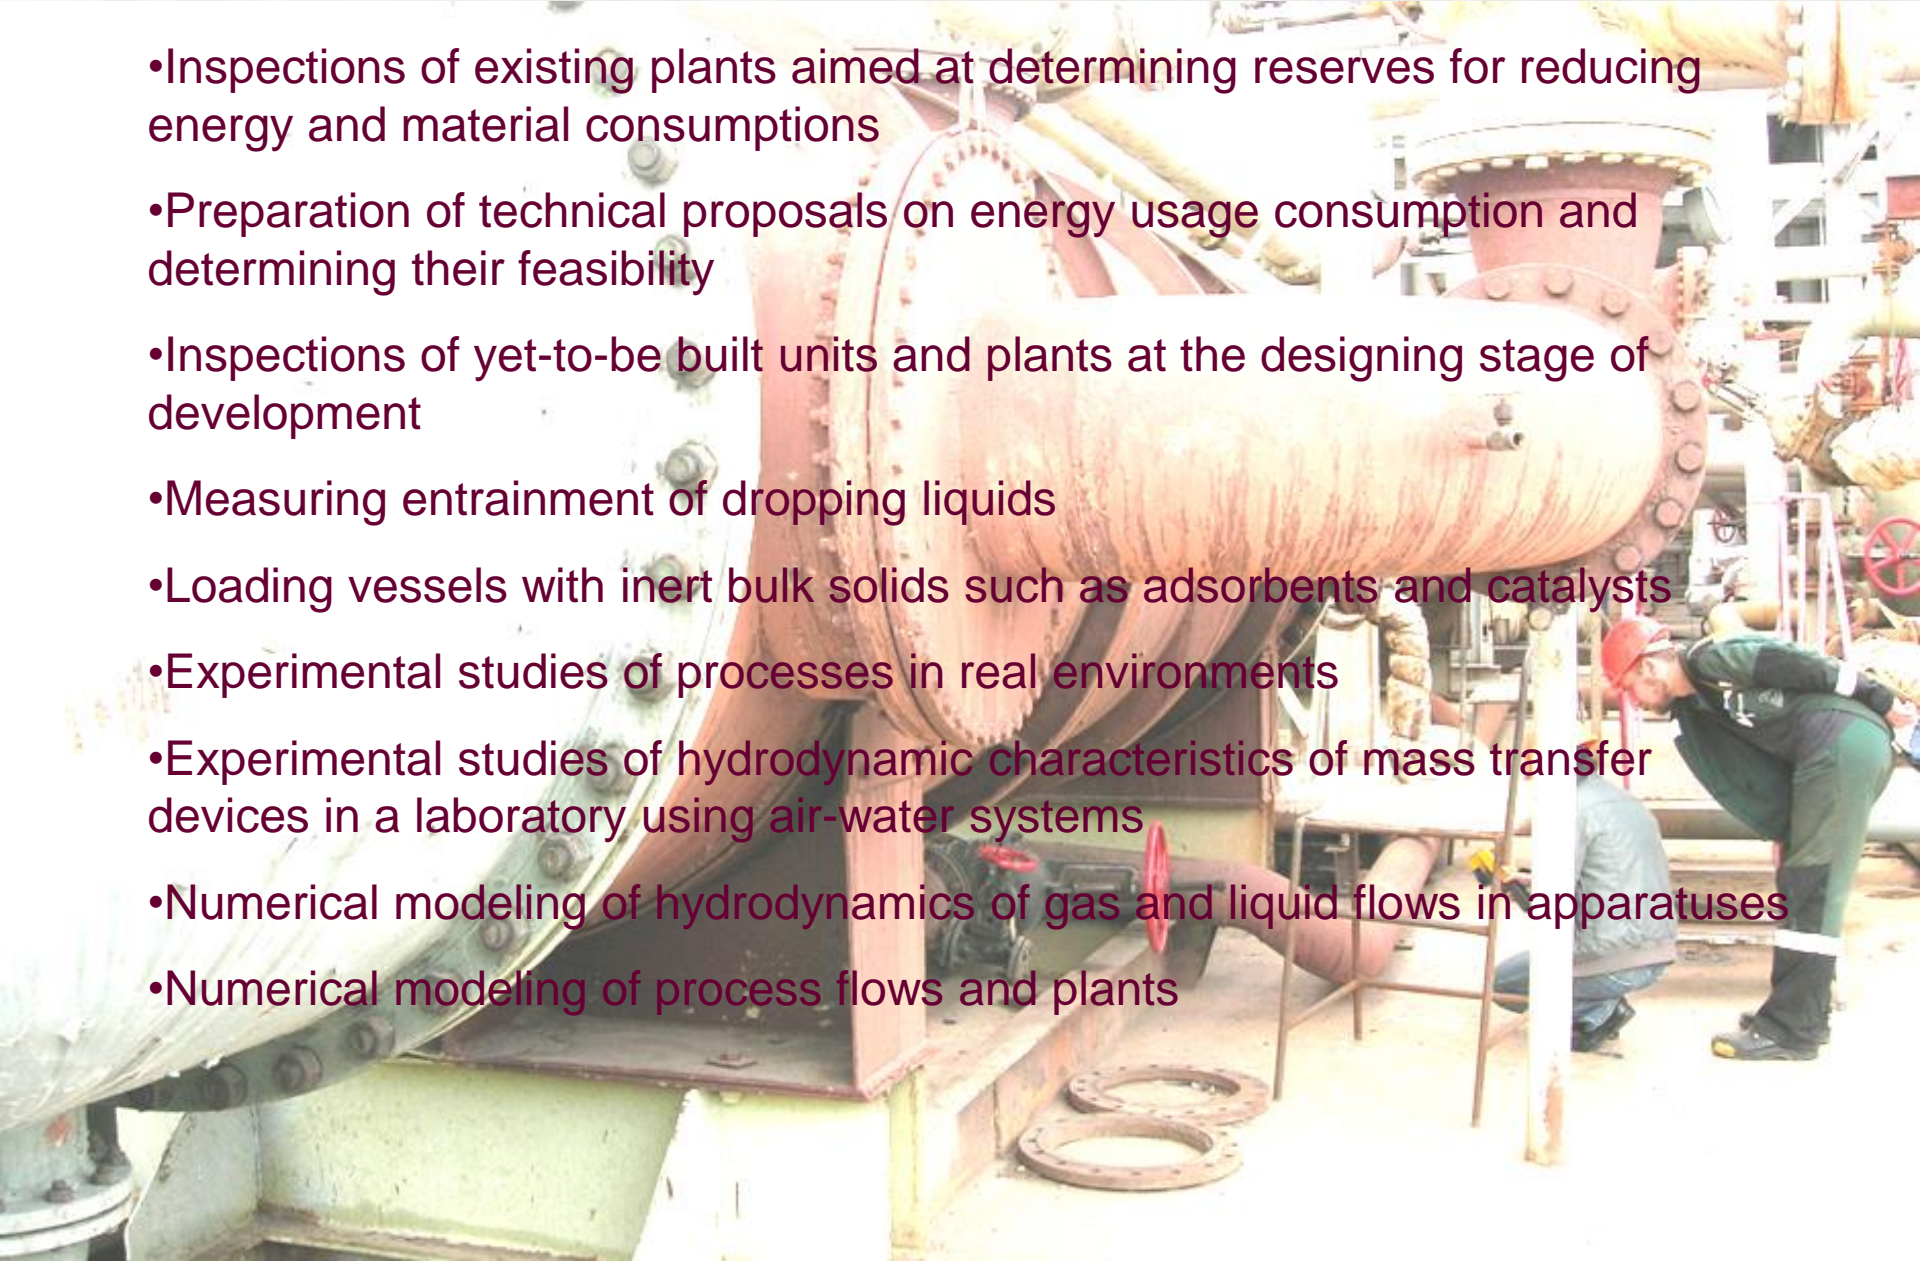 •Inspections of existing plants aimed at determining reserves for reducing
energy and material consumptions
•Preparation of technical proposals on energy usage consumption and
determining their feasibility
•Inspections of yet-to-be built units and plants at the designing stage of
development
•Measuring entrainment of dropping liquids
•Loading vessels with inert bulk solids such as adsorbents and catalysts
•Experimental studies of processes in real environments
•Experimental studies of hydrodynamic characteristics of mass transfer
devices in a laboratory using air-water systems
•Numerical modeling of hydrodynamics of gas and liquid flows in apparatuses
•Numerical modeling of process flows and plants